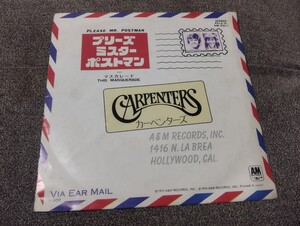 PLEASE MR. POSTMAN
プリーズ
ミスター
ポストマン
マスカレード
THIS MASQUERADE
CARPENTERS
カーペンターズ
A & M RECORDS, INC.
1416 N. LA BREA
HOLLYWOOD, CAL.
VIA EAR MAIL
A&M